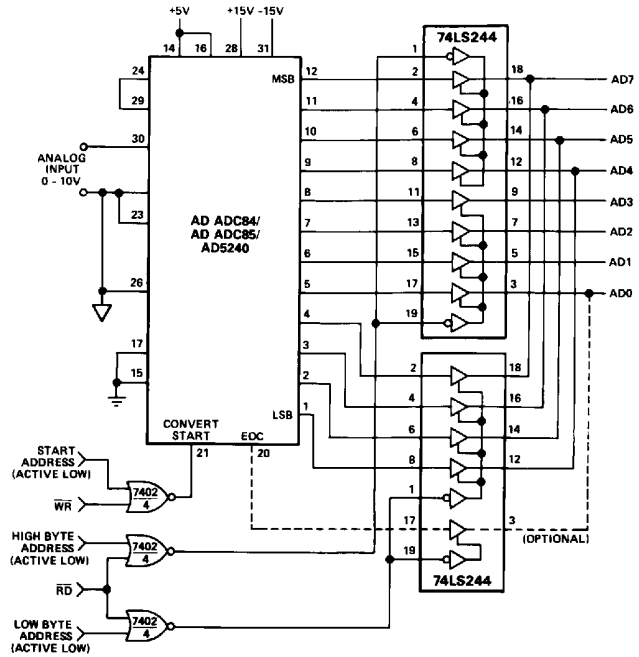 +5V
+15V -15V
14 16 28 31
74LS244
24
29
30
ANALOG
INPUT
0 - 10V
23
26
17
15
MSB
AD ADC84/
AD ADC85/
AD5240
LSB
CONVERT
START
EOC
21
20
12
11
10
9
8
7
6
5
4
3
2
1
1
2
4
6
8
11
13
15
17
19
18
16
14
12
9
7
5
3
AD7
AD6
AD5
AD4
AD3
AD2
AD1
AD0
2
4
6
8
1
17
19
18
16
14
12
3
(OPTIONAL)
74LS244
START
ADDRESS
(ACTIVE LOW)
WR
7402
4
HIGH BYTE
ADDRESS
(ACTIVE LOW)
7402
4
RD
LOW BYTE
ADDRESS
(ACTIVE LOW)
7402
4